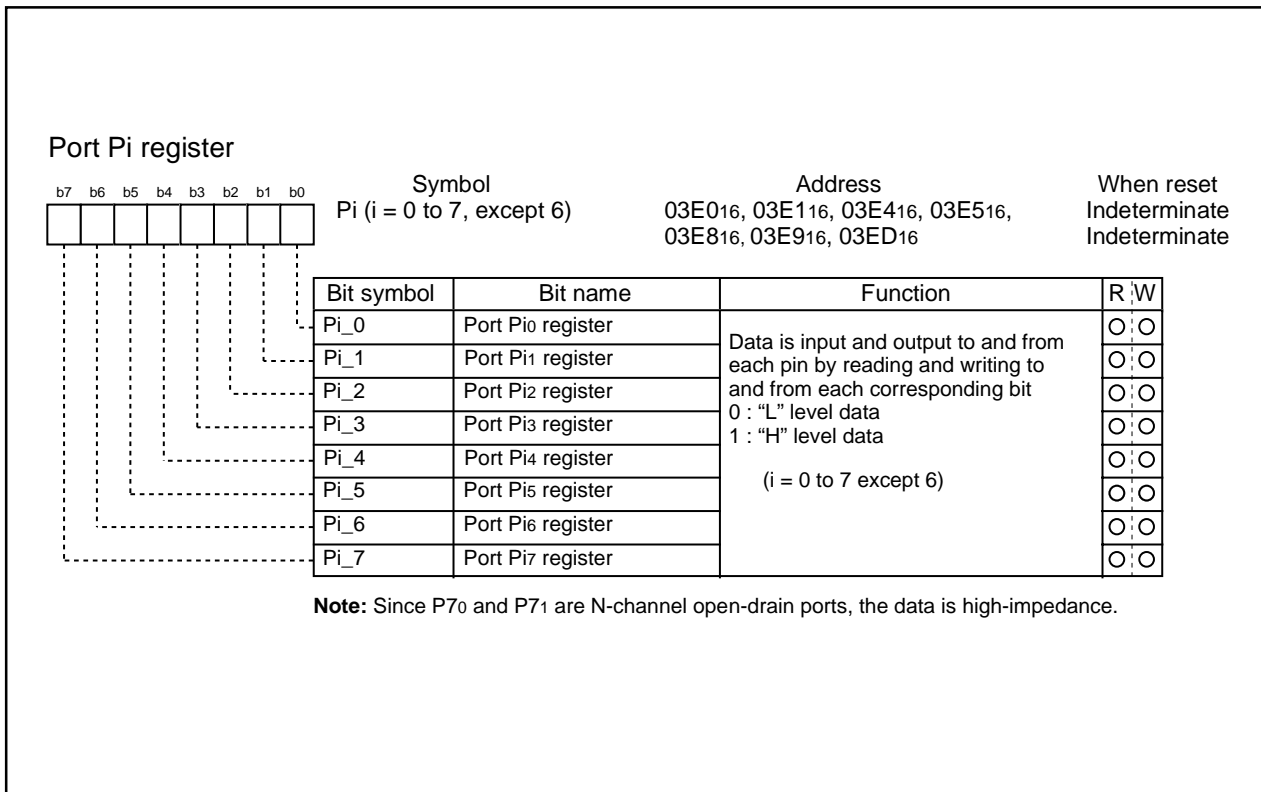 Port Pi register
b7 b6 b5 b4 b3 b2 b1 b0
Symbol Address When reset
Pi (i = 0 to 7, except 6) 03E016, 03E116, 03E416, 03E516, Indeterminate
03E816, 03E916, 03ED16 Indeterminate
Bit symbol Bit name Function R W
Pi_0 Port Pi0 register
Pi_1 Port Pi1 register
Pi_2 Port Pi2 register
Pi_3 Port Pi3 register
Pi_4 Port Pi4 register
Pi_5 Port Pi5 register
Pi_6 Port Pi6 register
Pi_7 Port Pi7 register
Data is input and output to and from
each pin by reading and writing to
and from each corresponding bit
0 : “L” level data
1 : “H” level data
(i = 0 to 7 except 6)
Note: Since P70 and P71 are N-channel open-drain ports, the data is high-impedance.